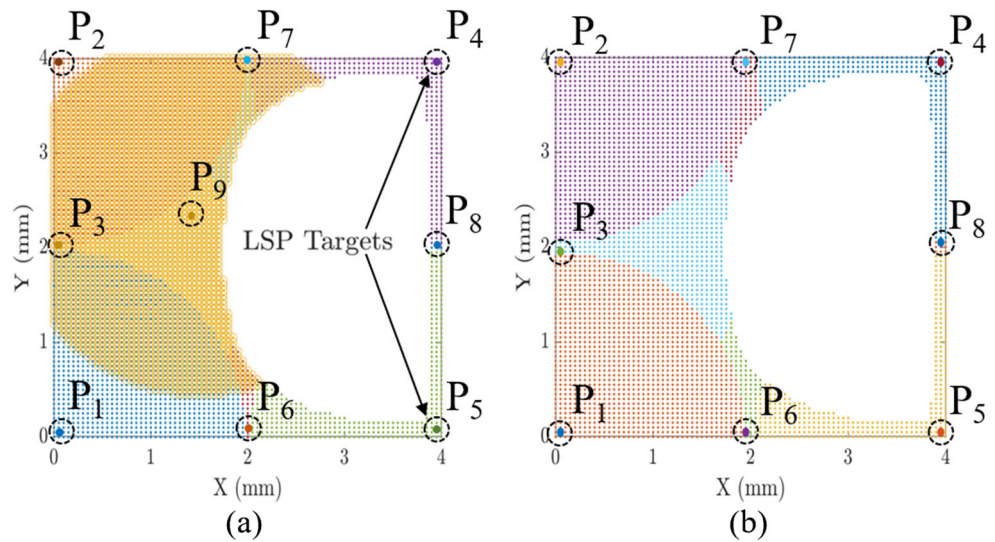 P2 P7 P4
P9
P3 P8
LSP Targets
P1 P6 P5
Y (mm)
4
3
2
1
0
0 1 2 3 4
X (mm)
(a)
P2 P7 P4
P3 P8
P1 P6 P5
Y (mm)
4
3
2
1
0
0 1 2 3 4
X (mm)
(b)